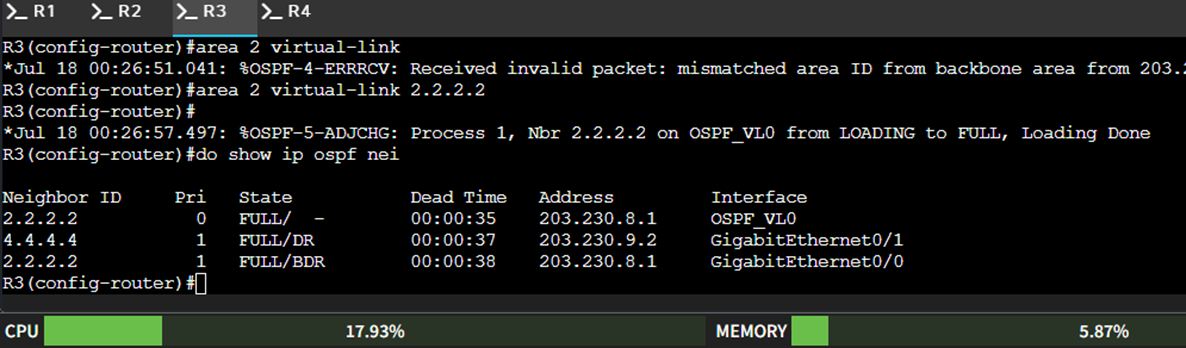 R1 R2 R3 R4
R3(config-router)#area 2 virtual-link
*Jul 18 00:26:51.041: %OSPF-4-ERRRCV: Received invalid packet: mismatched area ID from backbone area from 203.
R3(config-router)#area 2 virtual-link 2.2.2.2
R3(config-router)#
*Jul 18 00:26:57.497: %OSPF-5-ADJCHG: Process 1, Nbr 2.2.2.2 on OSPF_VL0 from LOADING to FULL, Loading Done
R3(config-router)#do show ip ospf nei
Neighbor ID Pri State Dead Time Address Interface
2.2.2.2 0 FULL/ - 00:00:35 203.230.8.1 OSPF_VL0
4.4.4.4 1 FULL/DR 00:00:37 203.230.9.2 GigabitEthernet0/1
2.2.2.2 1 FULL/BDR 00:00:38 203.230.8.1 GigabitEthernet0/0
R3(config-router)#
CPU 17.93% MEMORY 5.87%